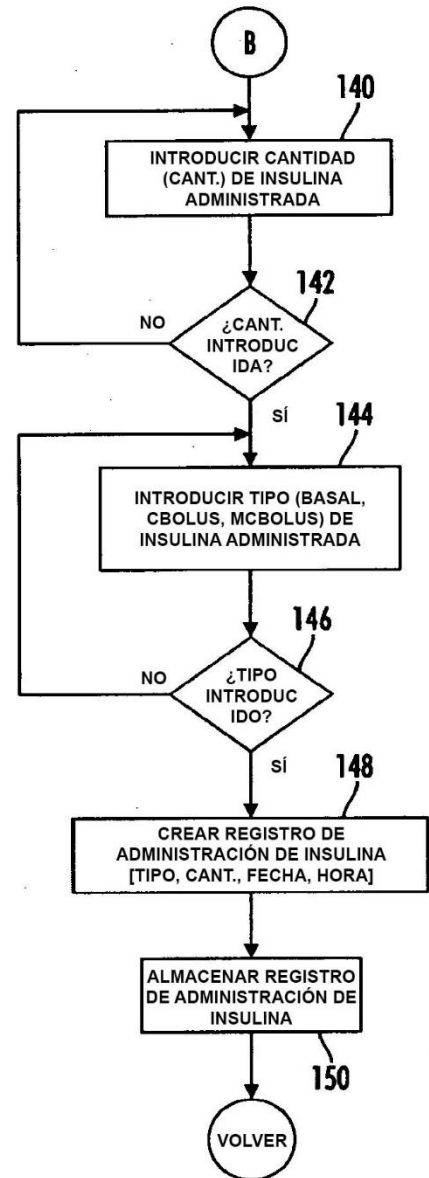 B
140
INTRODUCIR CANTIDAD
(CANT.) DE INSULINA
ADMINISTRADA
142
NO
¿CANT.
INTRODUC
IDA?
SÍ
144
INTRODUCIR TIPO (BASAL,
CBOLUS, MCBOLUS) DE
INSULINA ADMINISTRADA
146
NO
¿TIPO
INTRODUC
IDO?
SÍ
148
CREAR REGISTRO DE
ADMINISTRACIÓN DE INSULINA
[TIPO, CANT., FECHA, HORA]
ALMACENAR REGISTRO
DE ADMINISTRACIÓN DE
INSULINA
150
VOLVER